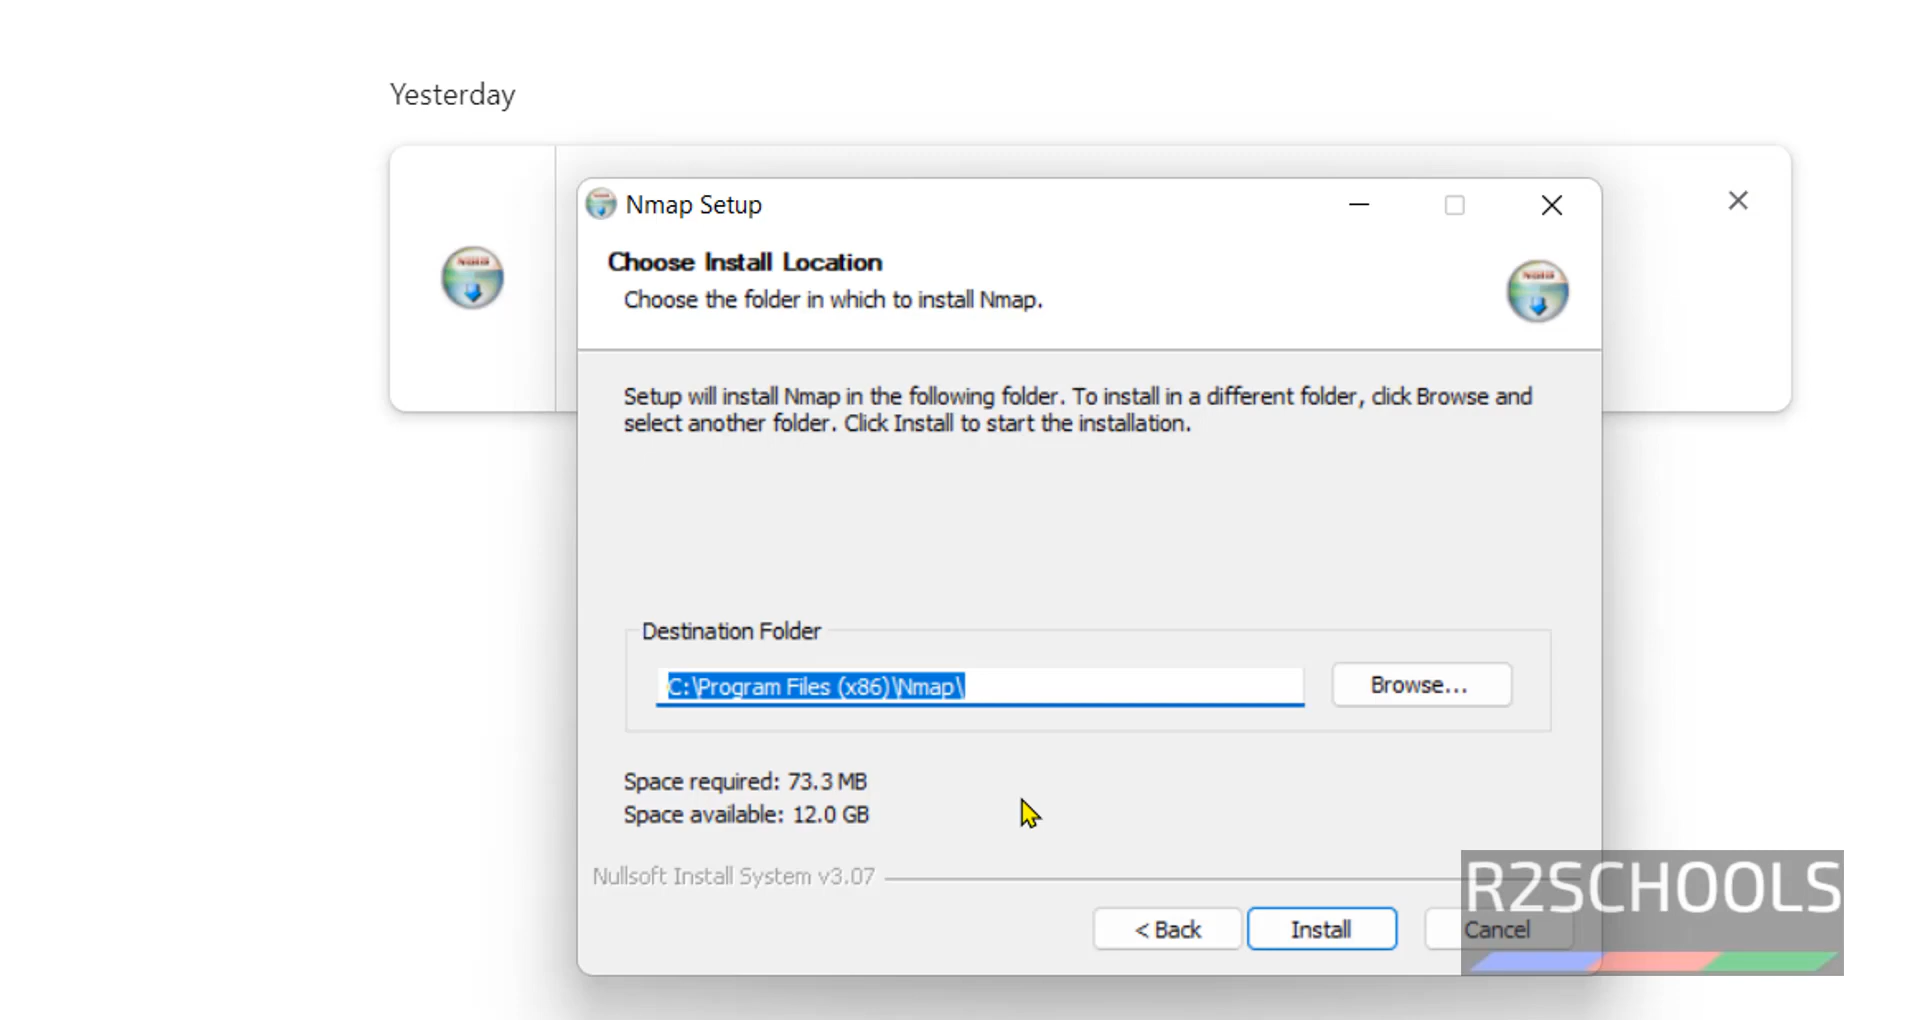 Yesterday
Nmap Setup
Choose Install Location
Choose the folder in which to install Nmap.
Setup will install Nmap in the following folder. To install in a different folder, click Browse and
select another folder. Click Install to start the installation.
Destination Folder
C:\Program Files (x86)\Nmap\
Browse...
Space required: 73.3 MB
Space available: 12.0 GB
Nullsoft Install System v3.07
R2SCHOOLS
< Back
Install
Cancel